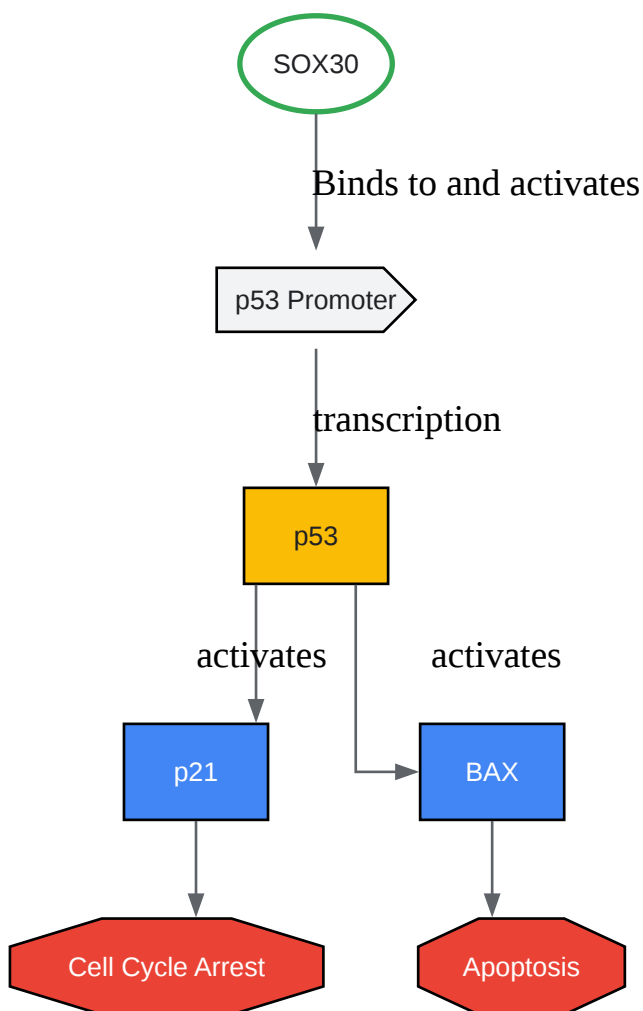 SOX30
Binds to and activates
p53 Promoter
transcription
p53
activates
activates
p21
BAX
Cell Cycle Arrest
Apoptosis